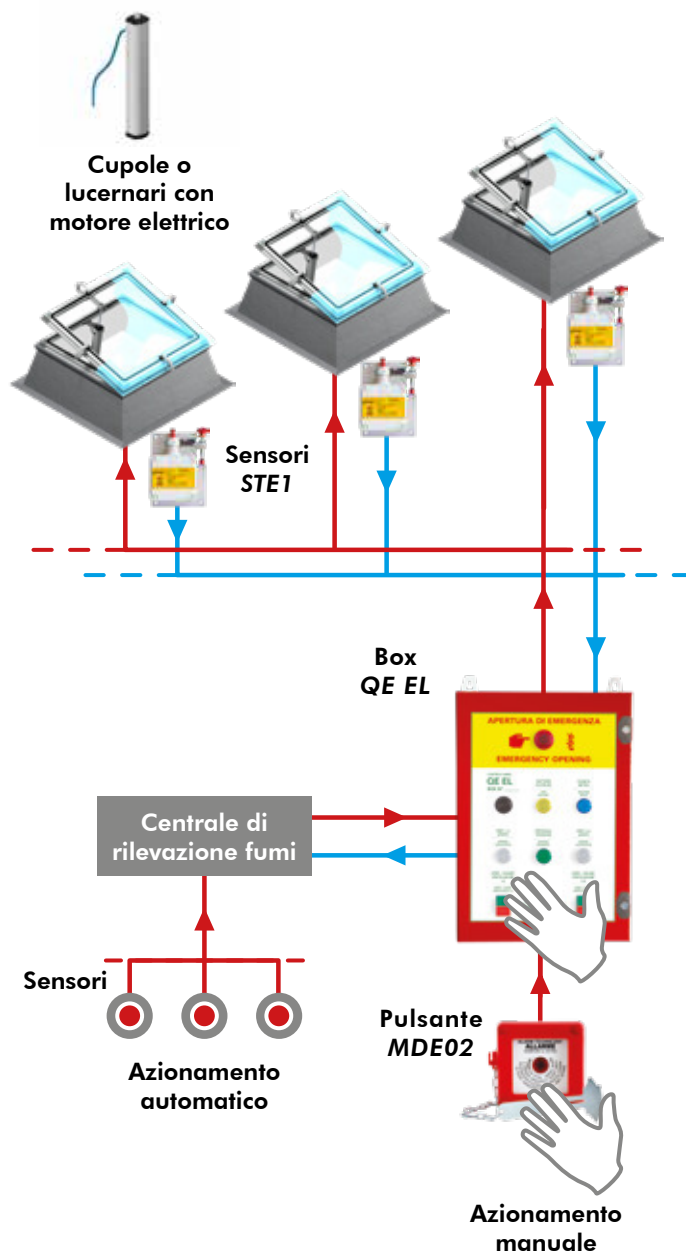 Cupole o
lucernari con
motore elettrico
Sensori
STE1
Box
QE EL
APERTURA DI EMERGENZA
EMERGENCY OPENING
QE EL
Centrale di
rilevazione fumi
Sensori
Azionamento
automatico
Pulsante
MDE02
ALLARME
Azionamento
manuale